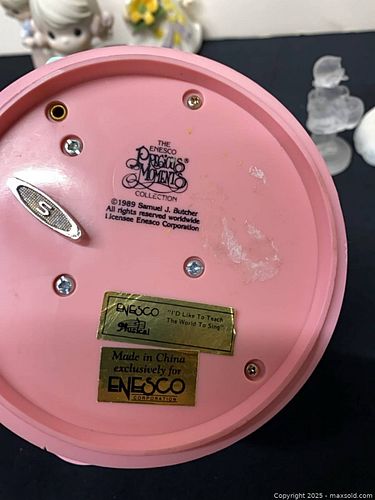 THE
ENESCO
PRECIOUS®
MOMENTS
COLLECTION
©1989 Samuel J. Butcher
All rights reserved worldwide
Licensee Enesco Corporation
S
ENESCO
Musical
"I'D Like To Teach
The World To Sing"
Made in China
exclusively for
ENESCO
CORPORATION
Copyright 2025 - maxsold.com